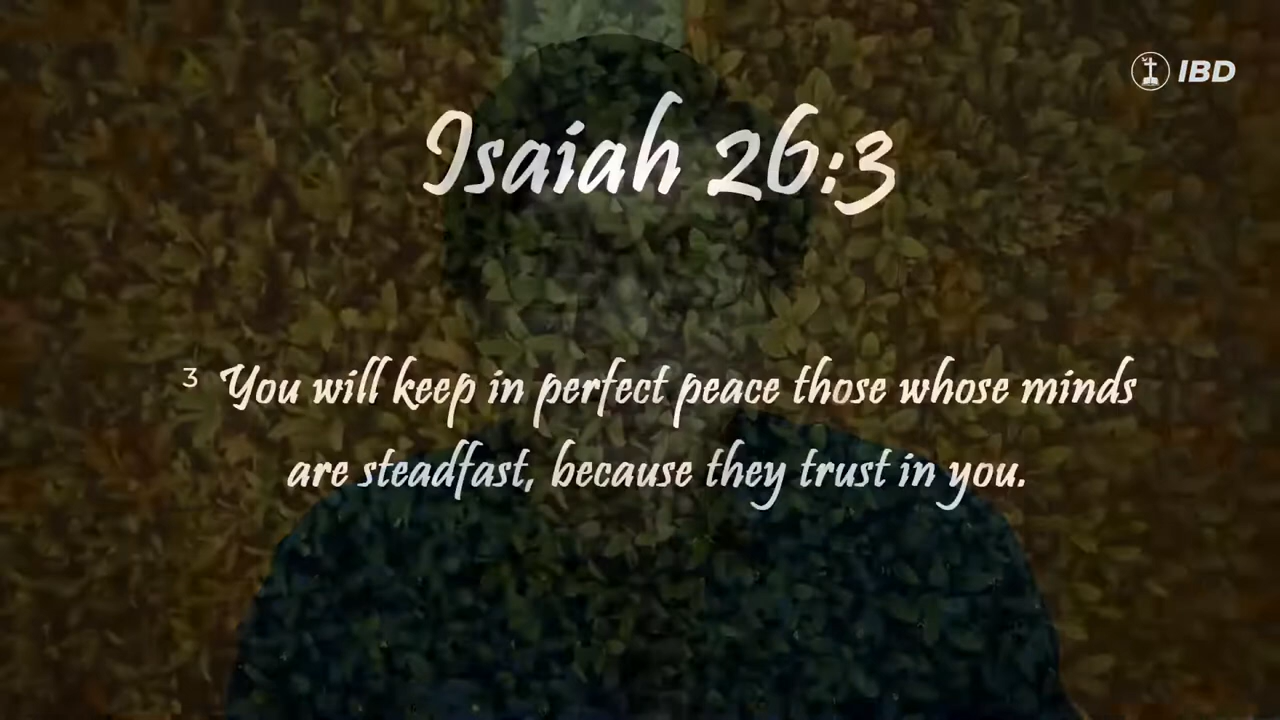 IBD
Isaiah 26:3
3 You will keep in perfect peace those whose minds
are steadfast, because they trust in you.